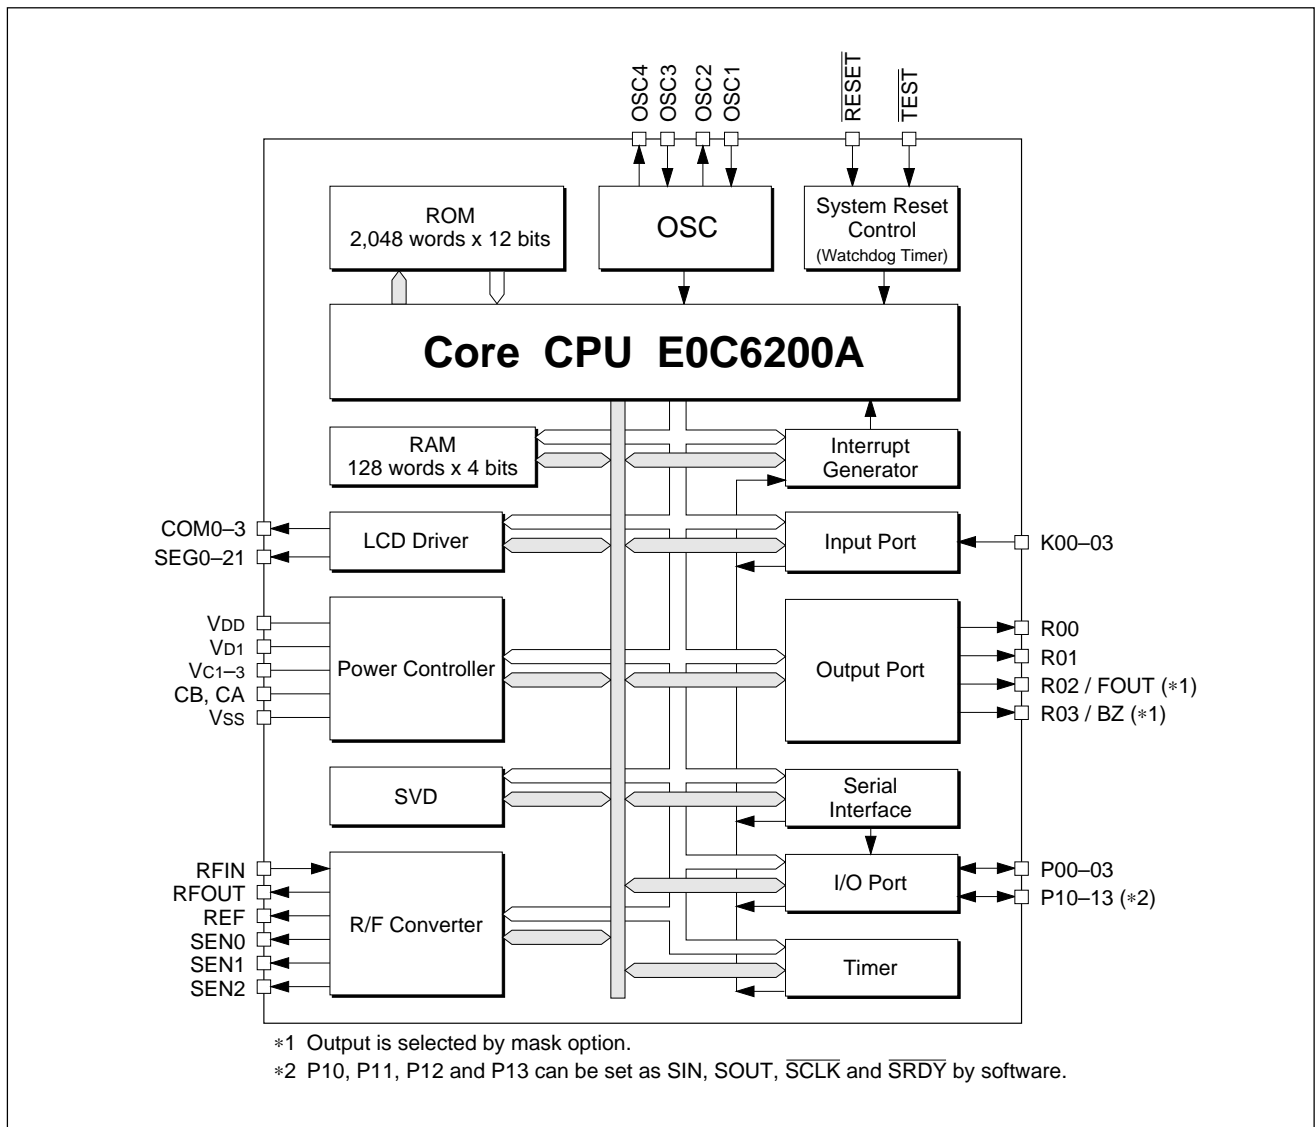 OSC4
OSC3
OSC2
OSC1
RESET
TEST
ROM
2,048 words x 12 bits
OSC
System Reset
Control
(Watchdog Timer)
Core CPU E0C6200A
RAM
128 words x 4 bits
Interrupt
Generator
COM0–3
SEG0–21
LCD Driver
Input Port
K00–03
VDD
VD1
VC1–3
CB, CA
VSS
Power Controller
Output Port
R00
R01
R02 / FOUT (*1)
R03 / BZ (*1)
SVD
Serial
Interface
RFIN
RFOUT
REF
SEN0
SEN1
SEN2
R/F Converter
I/O Port
P00–03
P10–13 (*2)
Timer
*1 Output is selected by mask option.
*2 P10, P11, P12 and P13 can be set as SIN, SOUT, SCLK and SRDY by software.